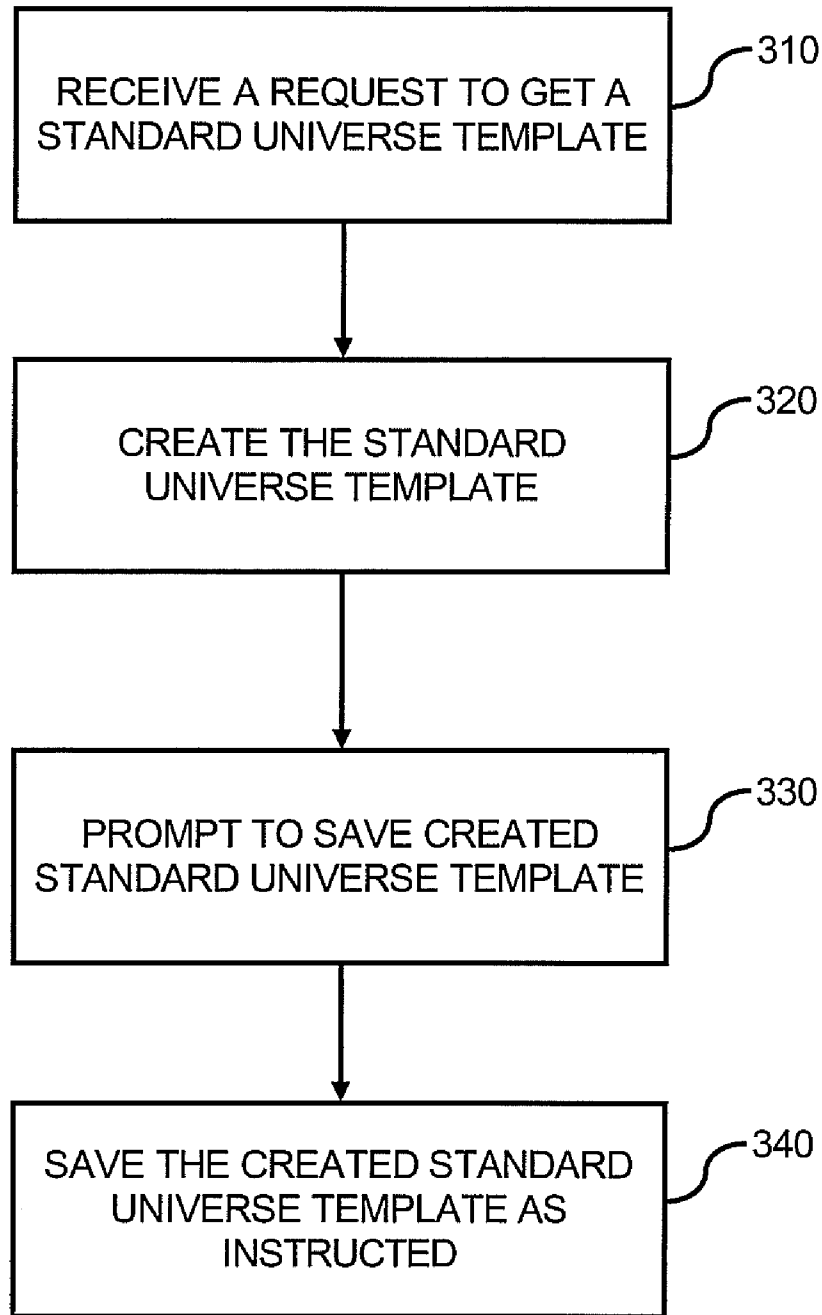 RECEIVE A REQUEST TO GET A
STANDARD UNIVERSE TEMPLATE
310
CREATE THE STANDARD
UNIVERSE TEMPLATE
320
PROMPT TO SAVE CREATED
STANDARD UNIVERSE TEMPLATE
330
SAVE THE CREATED STANDARD
UNIVERSE TEMPLATE AS
INSTRUCTED
340